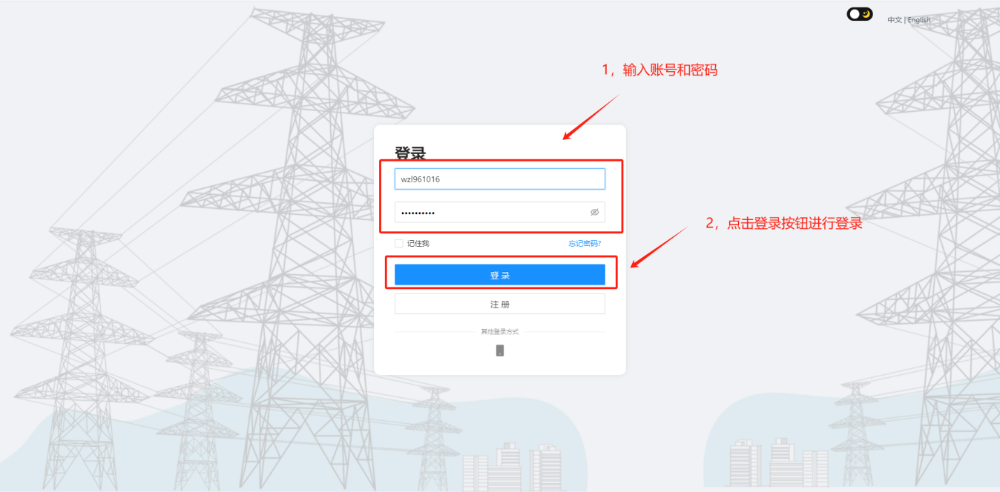 中文 | English
1，输入账号和密码
登录
wzl961016
••••••••••
2，点击登录按钮进行登录
记住我 忘记密码?
登 录
注 册
其他登录方式